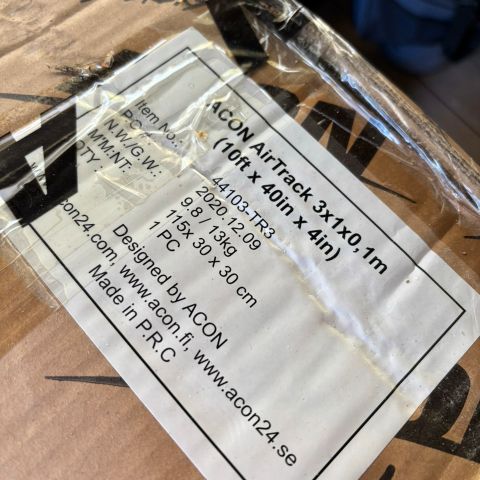 ACON AirTrack 3x1x0,1m
(10ft x 40in x 4in)
Item No.: 44103-TR3
2020.12.09
N.W./G.W.: 9.8 / 13kg
MM:NT: 115x 30 x 30 cm
QTY 1 PC
Designed by ACON
acon24.com, www.acon.fi, www.acon24.se
Made in P.R.C